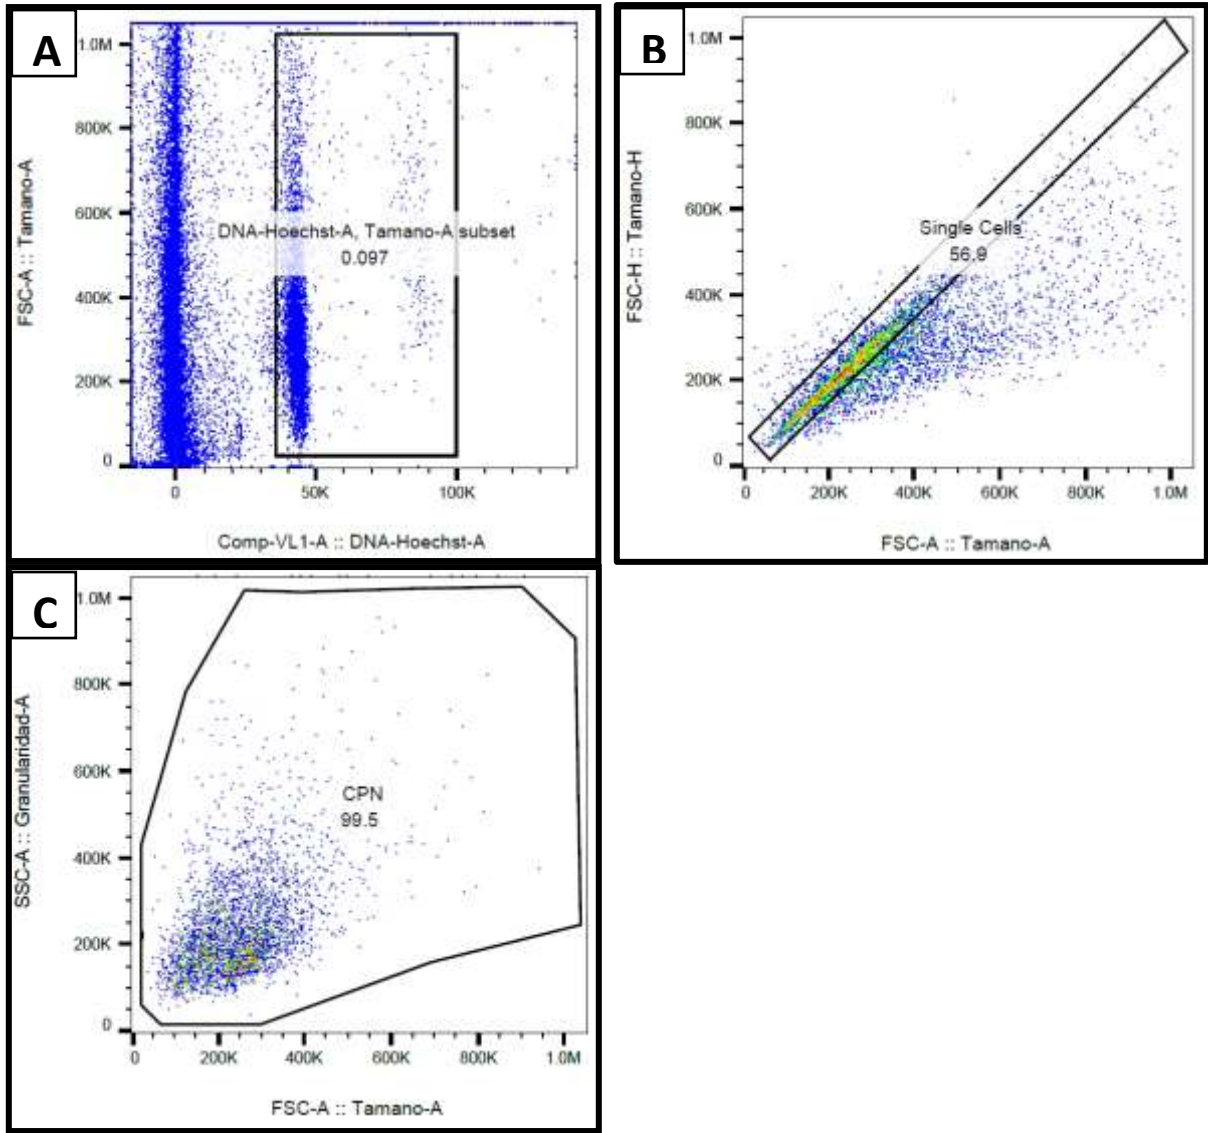 A
FSC-A :: Tamano-A
1.0M
800K
600K
400K
200K
0
DNA-Hoechst-A, Tamano-A subset
0.097
0 50K 100K
Comp-VL1-A :: DNA-Hoechst-A
B
FSC-H :: Tamano-H
1.0M
800K
600K
400K
200K
0
Single Cells
56.9
0 200K 400K 600K 800K 1.0M
FSC-A :: Tamano-A
C
SSC-A :: Granularidad-A
1.0M
800K
600K
400K
200K
0
CPN
99.5
0 200K 400K 600K 800K 1.0M
FSC-A :: Tamano-A